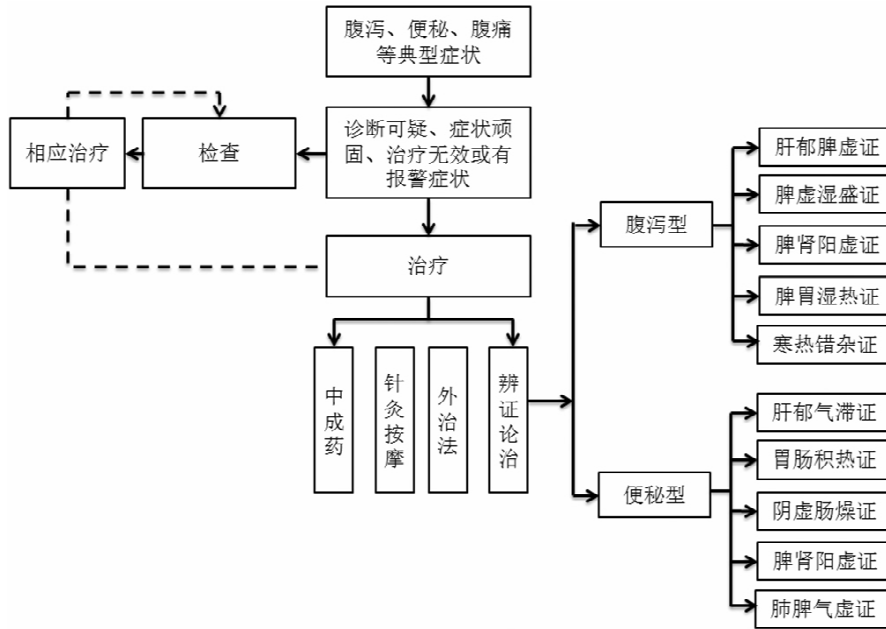 腹泻、便秘、腹痛
等典型症状
诊断可疑、症状顽
固、治疗无效或有
报警症状
检查
相应治疗
治疗
中成药
针灸按摩
外治法
辨证论治
腹泻型
肝郁脾虚证
脾虚湿盛证
脾肾阳虚证
脾胃湿热证
寒热错杂证
便秘型
肝郁气滞证
胃肠积热证
阴虚肠燥证
脾肾阳虚证
肺脾气虚证